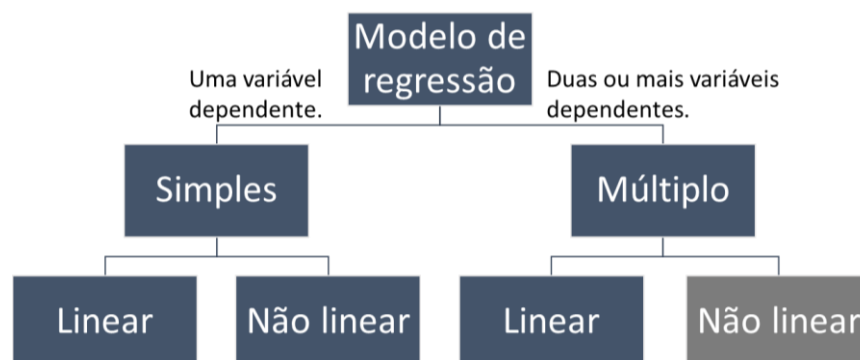 Modelo de
regressão
Uma variável
dependente.
Duas ou mais variáveis
dependentes.
Simples
Múltiplo
Linear
Não linear
Linear
Não linear